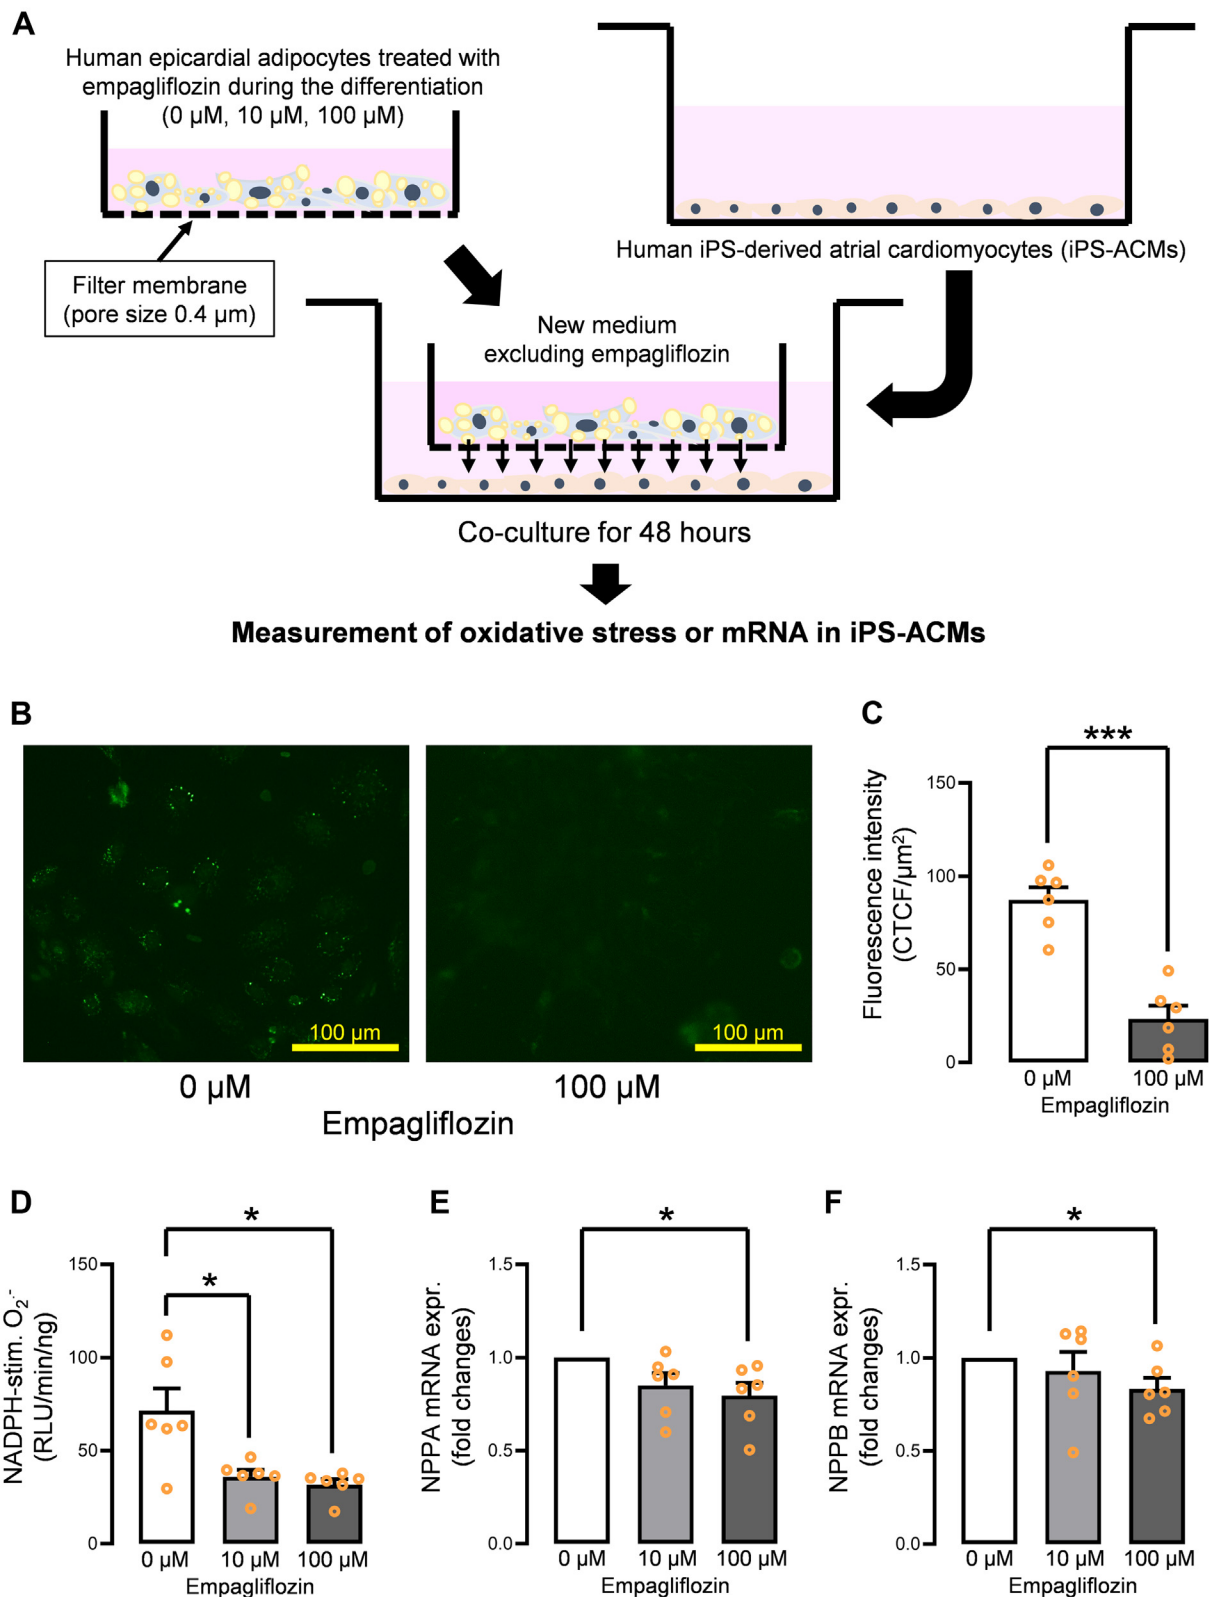 A
Human epicardial adipocytes treated with
empagliflozin during the differentiation
(0 µM, 10 µM, 100 µM)
Filter membrane
(pore size 0.4 µm)
Human iPS-derived atrial cardiomyocytes (iPS-ACMs)
New medium
excluding empagliflozin
Co-culture for 48 hours
Measurement of oxidative stress or mRNA in iPS-ACMs
B
100 µm
100 µm
0 µM
100 µM
Empagliflozin
C
***
Fluorescence intensity
(CTCF/µm²)
150
100
50
0
0 µM
100 µM
Empagliflozin
D
*
*
NADPH-stim. O₂·⁻
(RLU/min/ng)
150
100
50
0
0 µM
10 µM
100 µM
Empagliflozin
E
*
NPPA mRNA expr.
(fold changes)
1.5
1.0
0.5
0.0
0 µM
10 µM
100 µM
Empagliflozin
F
*
NPPB mRNA expr.
(fold changes)
1.5
1.0
0.5
0.0
0 µM
10 µM
100 µM
Empagliflozin